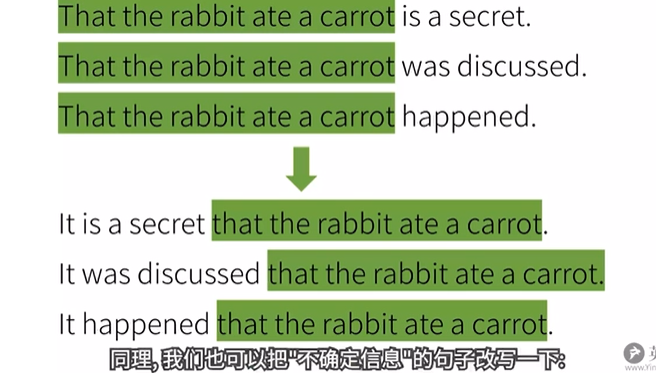 That the rabbit ate a carrot is a secret.
That the rabbit ate a carrot was discussed.
That the rabbit ate a carrot happened.
It is a secret that the rabbit ate a carrot.
It was discussed that the rabbit ate a carrot.
It happened that the rabbit ate a carrot.
同理, 我们也可以把"不确定信息"的句子改写一下:
英
www.Yin